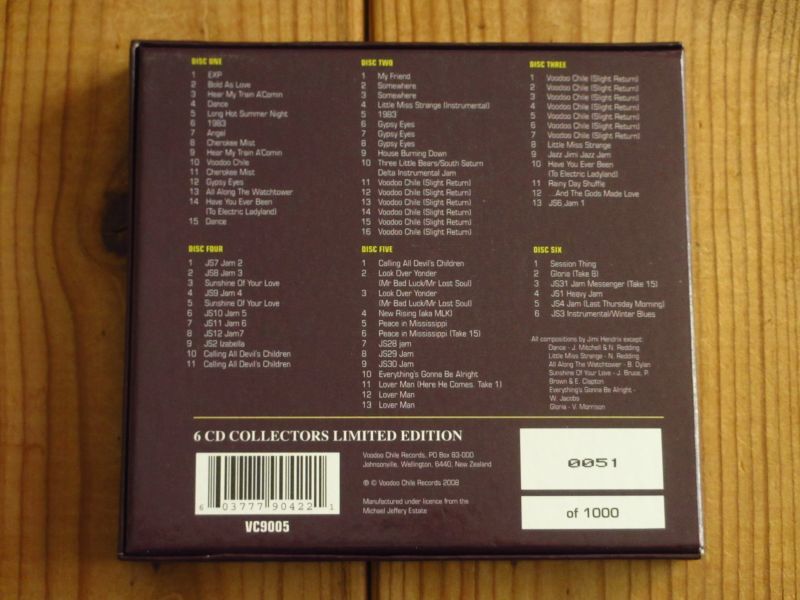 DISC ONE
1 EXP
2 Bold As Love
3 Hear My Train A'Comin
4 Dance
5 Long Hot Summer Night
6 1983
7 Angel
8 Cherokee Mist
9 Hear My Train A'Comin
10 Voodoo Chile
11 Cherokee Mist
12 Gypsy Eyes
13 All Along The Watchtower
14 Have You Ever Been
(To Electric Ladyland)
15 Dance
DISC TWO
1 My Friend
2 Somewhere
3 Somewhere
4 Little Miss Strange (Instrumental)
5 1983
6 Gypsy Eyes
7 Gypsy Eyes
8 Gypsy Eyes
9 House Burning Down
10 Three Little Bears/South Saturn
Delta Instrumental Jam
11 Voodoo Chile (Slight Return)
12 Voodoo Chile (Slight Return)
13 Voodoo Chile (Slight Return)
14 Voodoo Chile (Slight Return)
15 Voodoo Chile (Slight Return)
16 Voodoo Chile (Slight Return)
DISC THREE
1 Voodoo Chile (Slight Return)
2 Voodoo Chile (Slight Return)
3 Voodoo Chile (Slight Return)
4 Voodoo Chile (Slight Return)
5 Voodoo Chile (Slight Return)
6 Voodoo Chile (Slight Return)
7 Voodoo Chile (Slight Return)
8 Little Miss Strange
9 Jazz Jimi Jazz Jam
10 Have You Ever Been
(To Electric Ladyland)
11 Rainy Day Shuffle
12 ...And The Gods Made Love
13 JS6 Jam 1
DISC FOUR
1 JS7 Jam 2
2 JS8 Jam 3
3 Sunshine Of Your Love
4 JS9 Jam 4
5 Sunshine Of Your Love
6 JS10 Jam 5
7 JS11 Jam 6
8 JS12 Jam7
9 JS2 Izabella
10 Calling All Devil's Children
11 Calling All Devil's Children
DISC FIVE
1 Calling All Devil's Children
2 Look Over Yonder
(Mr Bad Luck/Mr Lost Soul)
3 Look Over Yonder
(Mr Bad Luck/Mr Lost Soul)
4 New Rising (aka MLK)
5 Peace in Mississippi
6 Peace in Mississippi (Take 15)
7 JS28 jam
8 JS29 Jam
9 JS30 Jam
10 Everything's Gonna Be Alright
11 Lover Man (Here He Comes. Take 1)
12 Lover Man
13 Lover Man
DISC SIX
1 Session Thing
2 Gloria (Take 8)
3 JS31 Jam Messenger (Take 15)
4 JS1 Heavy Jam
5 JS4 Jam (Last Thursday Morning)
6 JS3 Instrumental/Winter Blues
All compositions by Jimi Hendrix
except:
Dance - J. Mitchell & N. Redding
Little Miss Strange - N. Redding
All Along The Watchtower - B. Dylan
Sunshine Of Your Love - J. Bruce, P.
Brown & E. Clapton
Everything's Gonna Be Alright -
W. Jacobs
Gloria - V. Morrison
6 CD COLLECTORS LIMITED EDITION
6 03777 90422 1
VC9005
Voodoo Chile Records, PO Box 83-000
Johnsonville, Wellington, 6440, New Zealand
℗ © Voodoo Chile Records 2008
Manufactured under licence from the
Michael Jeffery Estate
0051
of 1000